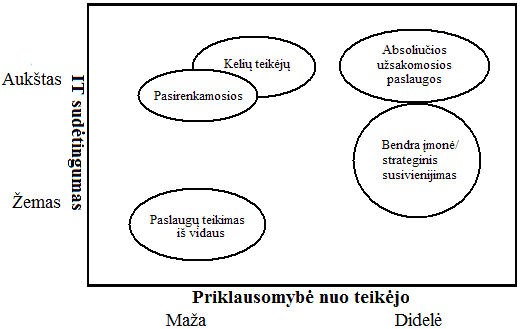 Kelių teikėjų
Absoliučios
užsakomosios
paslaugos
Aukštas
Pasirenkamosios
IT sudėtingumas
Bendra įmonė/
strateginis
susivienijimas
Žemas
Paslaugų teikimas
iš vidaus
Priklausomybė nuo teikėjo
Maža
Didelė